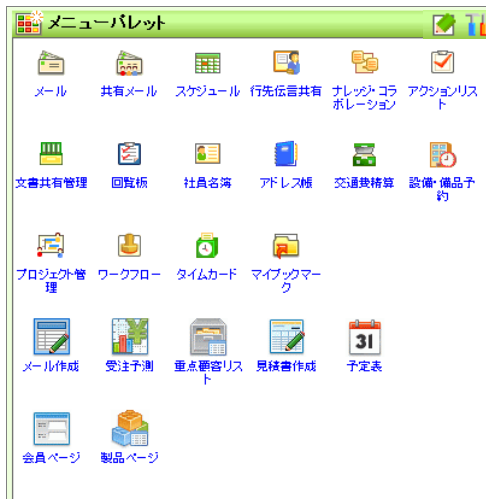 メニューパレット
メール 共有メール スケジュール 行先伝言共有 ナレッジ・コラ アクションリス
ボレーション ト
文書共有管理 回覧板 社員名簿 アドレス帳 交通費精算 設備・備品予
約
プロジェクト管 ワークフロー タイムカード マイブックマー
理 ク
31
メール作成 受注予測 重点顧客リス 見積書作成 予定表
ト
会員ページ 製品ページ